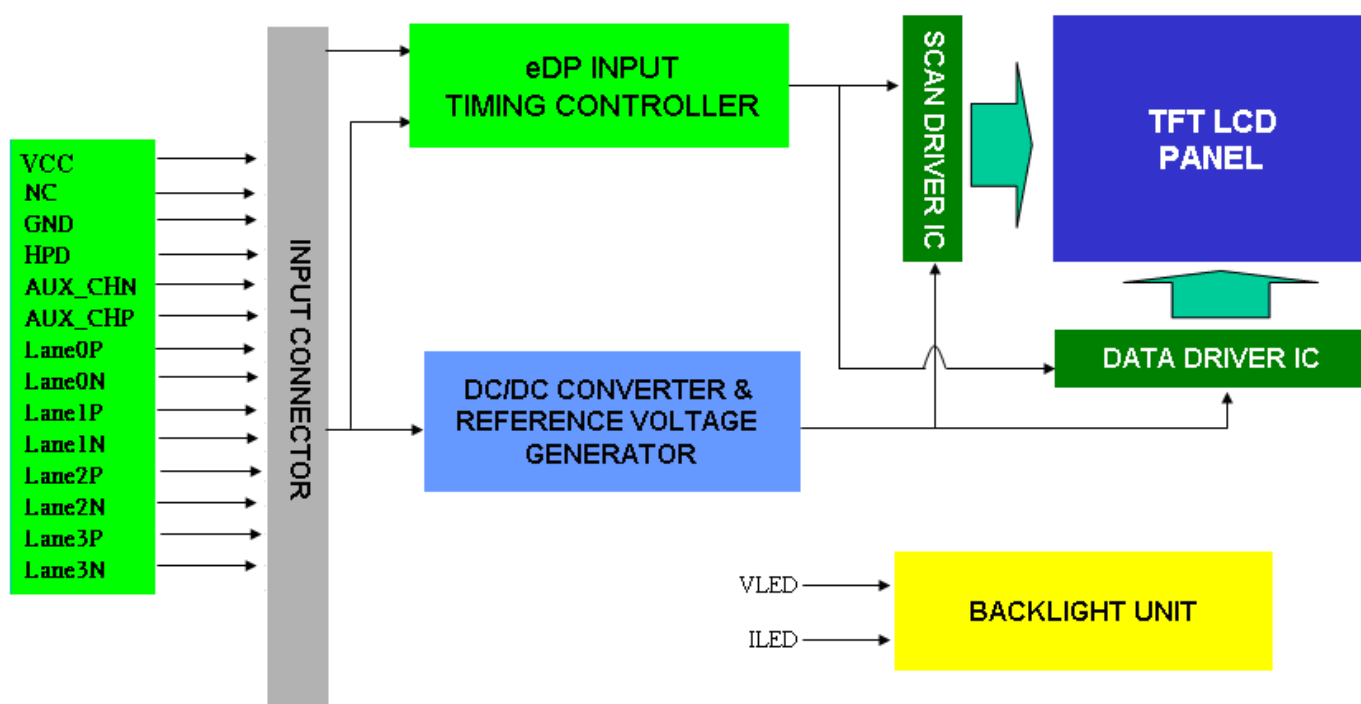 VCC
NC
GND
HPD
AUX_CHN
AUX_CHP
Lane0P
Lane0N
Lane1P
Lane1N
Lane2P
Lane2N
Lane3P
Lane3N
INPUT CONNECTOR
eDP INPUT
TIMING CONTROLLER
DC/DC CONVERTER &
REFERENCE VOLTAGE
GENERATOR
SCAN DRIVER IC
TFT LCD
PANEL
DATA DRIVER IC
VLED
ILED
BACKLIGHT UNIT